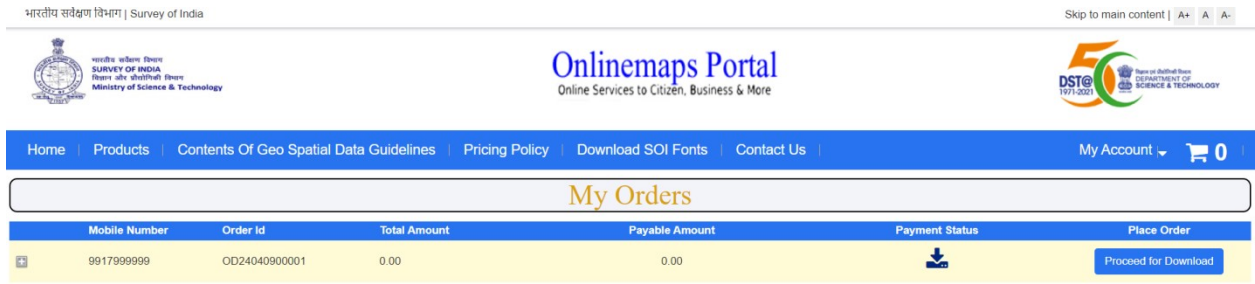 भारतीय सर्वेक्षण विभाग | Survey of India
Skip to main content | A+ A A-
भारतीय सर्वेक्षण विभाग
SURVEY OF INDIA
विज्ञान और प्रौद्योगिकी विभाग
Ministry of Science & Technology
Onlinemaps Portal
Online Services to Citizen, Business & More
DST@
1971-2021
DEPARTMENT OF
SCIENCE & TECHNOLOGY
Home | Products | Contents Of Geo Spatial Data Guidelines | Pricing Policy | Download SOI Fonts | Contact Us |
My Account 0
My Orders
Mobile Number Order Id Total Amount Payable Amount Payment Status Place Order
9917999999 OD24040900001 0.00 0.00 Proceed for Download